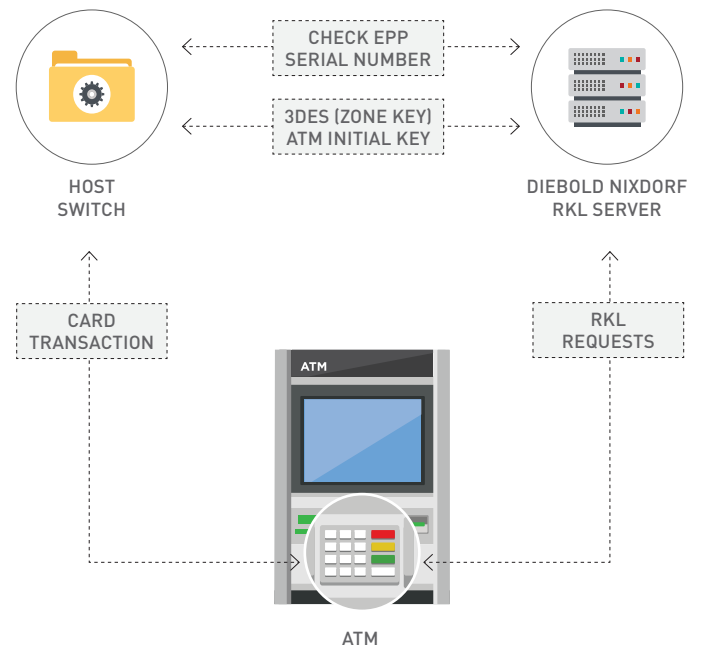 CHECK EPP
SERIAL NUMBER
3DES (ZONE KEY)
ATM INITIAL KEY
HOST
SWITCH
DIEBOLD NIXDORF
RKL SERVER
CARD
TRANSACTION
RKL
REQUESTS
ATM
ATM